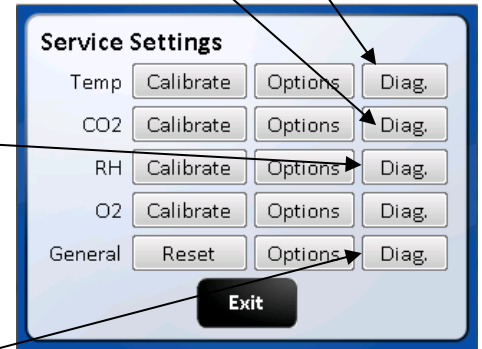 Service Settings
Temp Calibrate Options Diag.
CO2 Calibrate Options Diag.
RH Calibrate Options Diag.
O2 Calibrate Options Diag.
General Reset Options Diag.
Exit